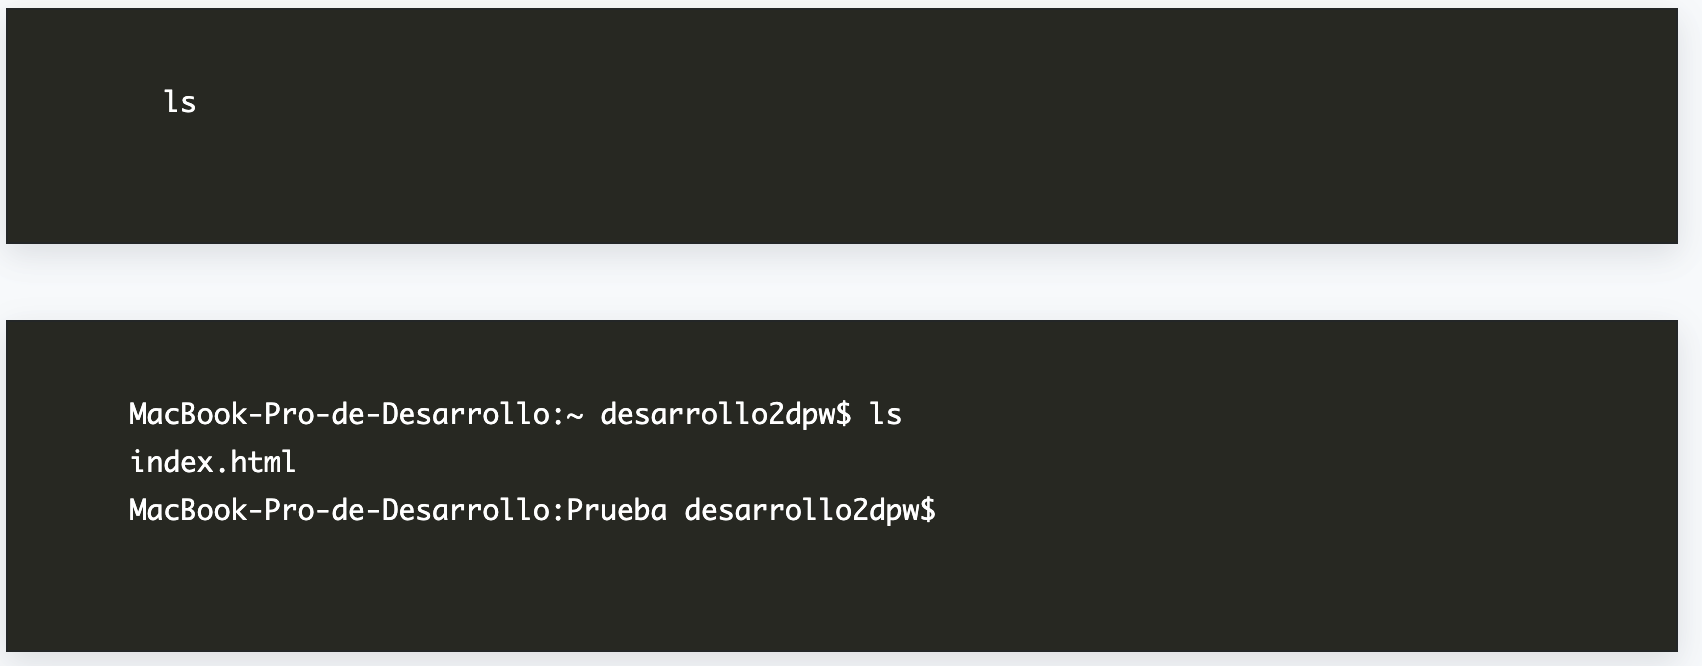 ls
MacBook-Pro-de-Desarrollo:~ desarrollo2dpw$ ls
index.html
MacBook-Pro-de-Desarrollo:Prueba desarrollo2dpw$